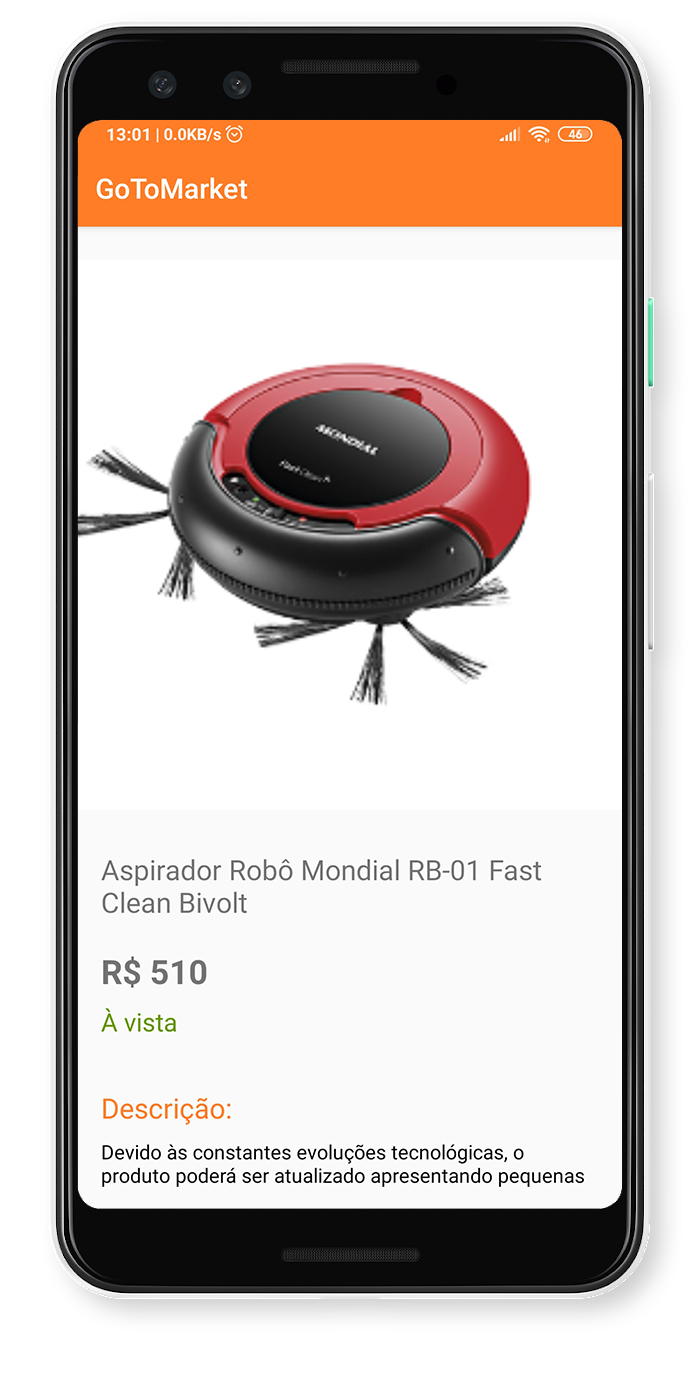 13:01 | 0.0KB/s
46
GoToMarket
MONDIAL
Fast Clean
Aspirador Robô Mondial RB-01 Fast
Clean Bivolt
R$ 510
À vista
Descrição:
Devido às constantes evoluções tecnológicas, o
produto poderá ser atualizado apresentando pequenas